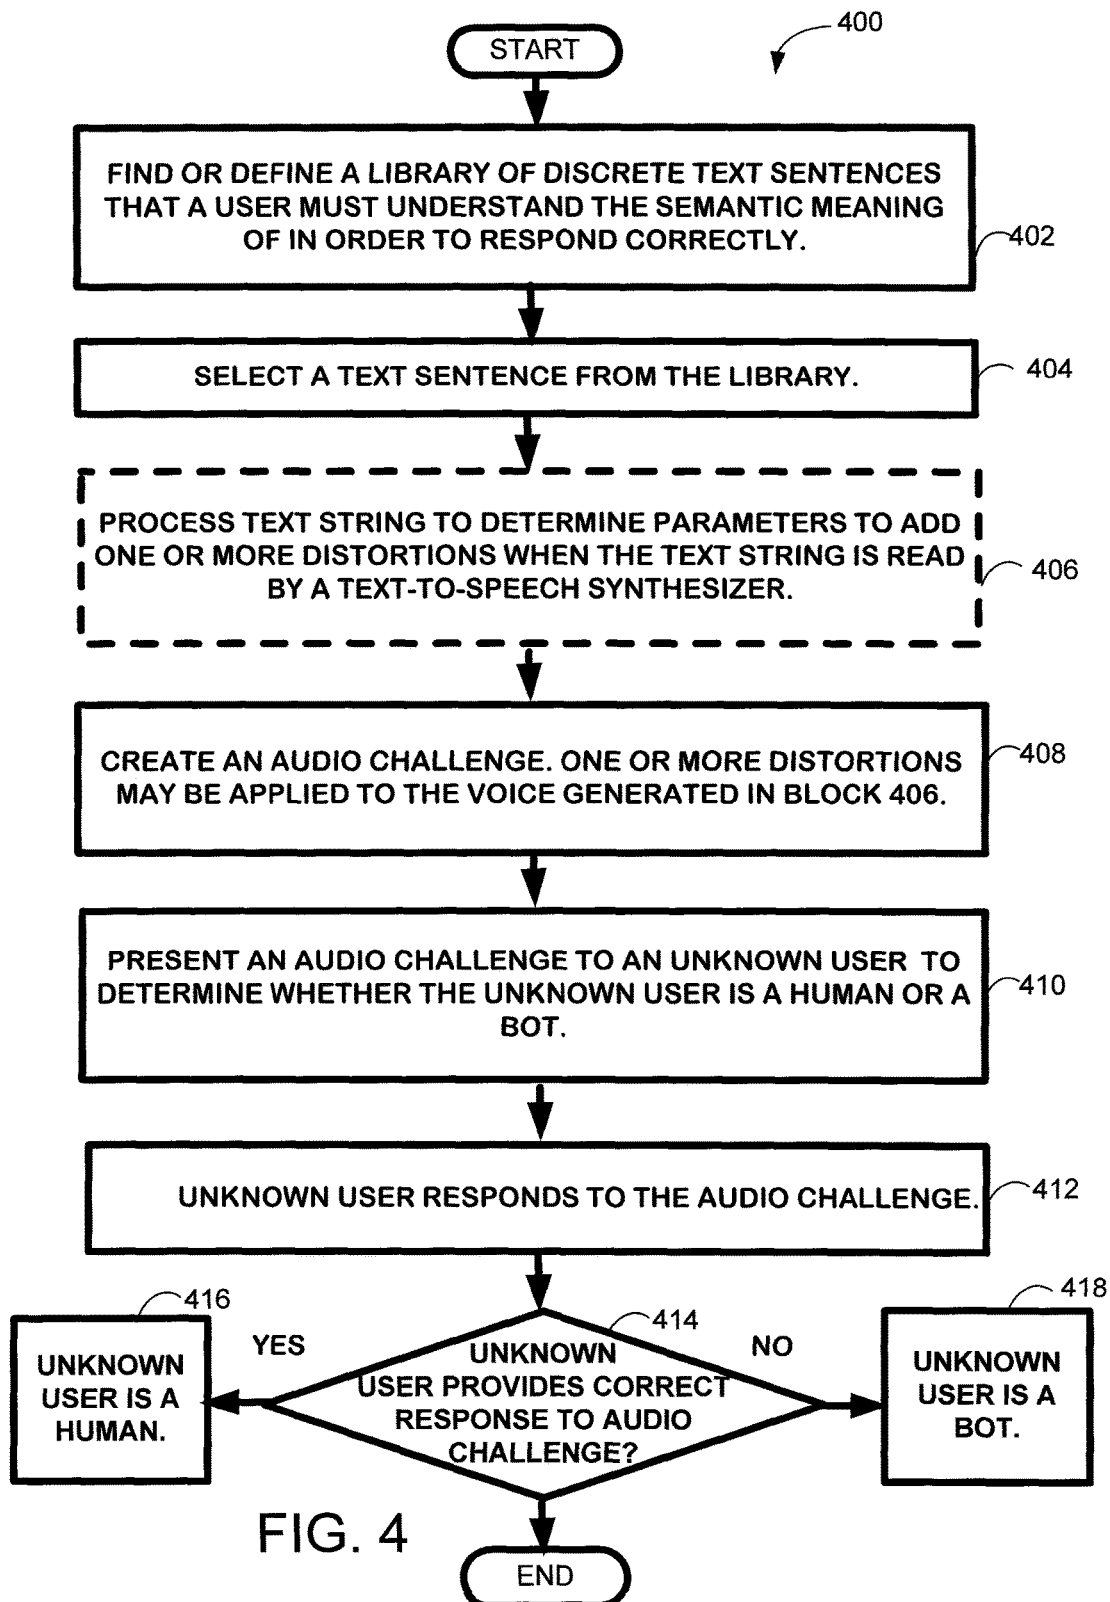 400
START
FIND OR DEFINE A LIBRARY OF DISCRETE TEXT SENTENCES
THAT A USER MUST UNDERSTAND THE SEMANTIC MEANING
OF IN ORDER TO RESPOND CORRECTLY.
402
SELECT A TEXT SENTENCE FROM THE LIBRARY.
404
PROCESS TEXT STRING TO DETERMINE PARAMETERS TO ADD
ONE OR MORE DISTORTIONS WHEN THE TEXT STRING IS READ
BY A TEXT-TO-SPEECH SYNTHESIZER.
406
CREATE AN AUDIO CHALLENGE. ONE OR MORE DISTORTIONS
MAY BE APPLIED TO THE VOICE GENERATED IN BLOCK 406.
408
PRESENT AN AUDIO CHALLENGE TO AN UNKNOWN USER TO
DETERMINE WHETHER THE UNKNOWN USER IS A HUMAN OR A
BOT.
410
UNKNOWN USER RESPONDS TO THE AUDIO CHALLENGE.
412
414
UNKNOWN
USER PROVIDES CORRECT
RESPONSE TO AUDIO
CHALLENGE?
YES
416
UNKNOWN
USER IS A
HUMAN.
NO
418
UNKNOWN
USER IS A
BOT.
FIG. 4
END